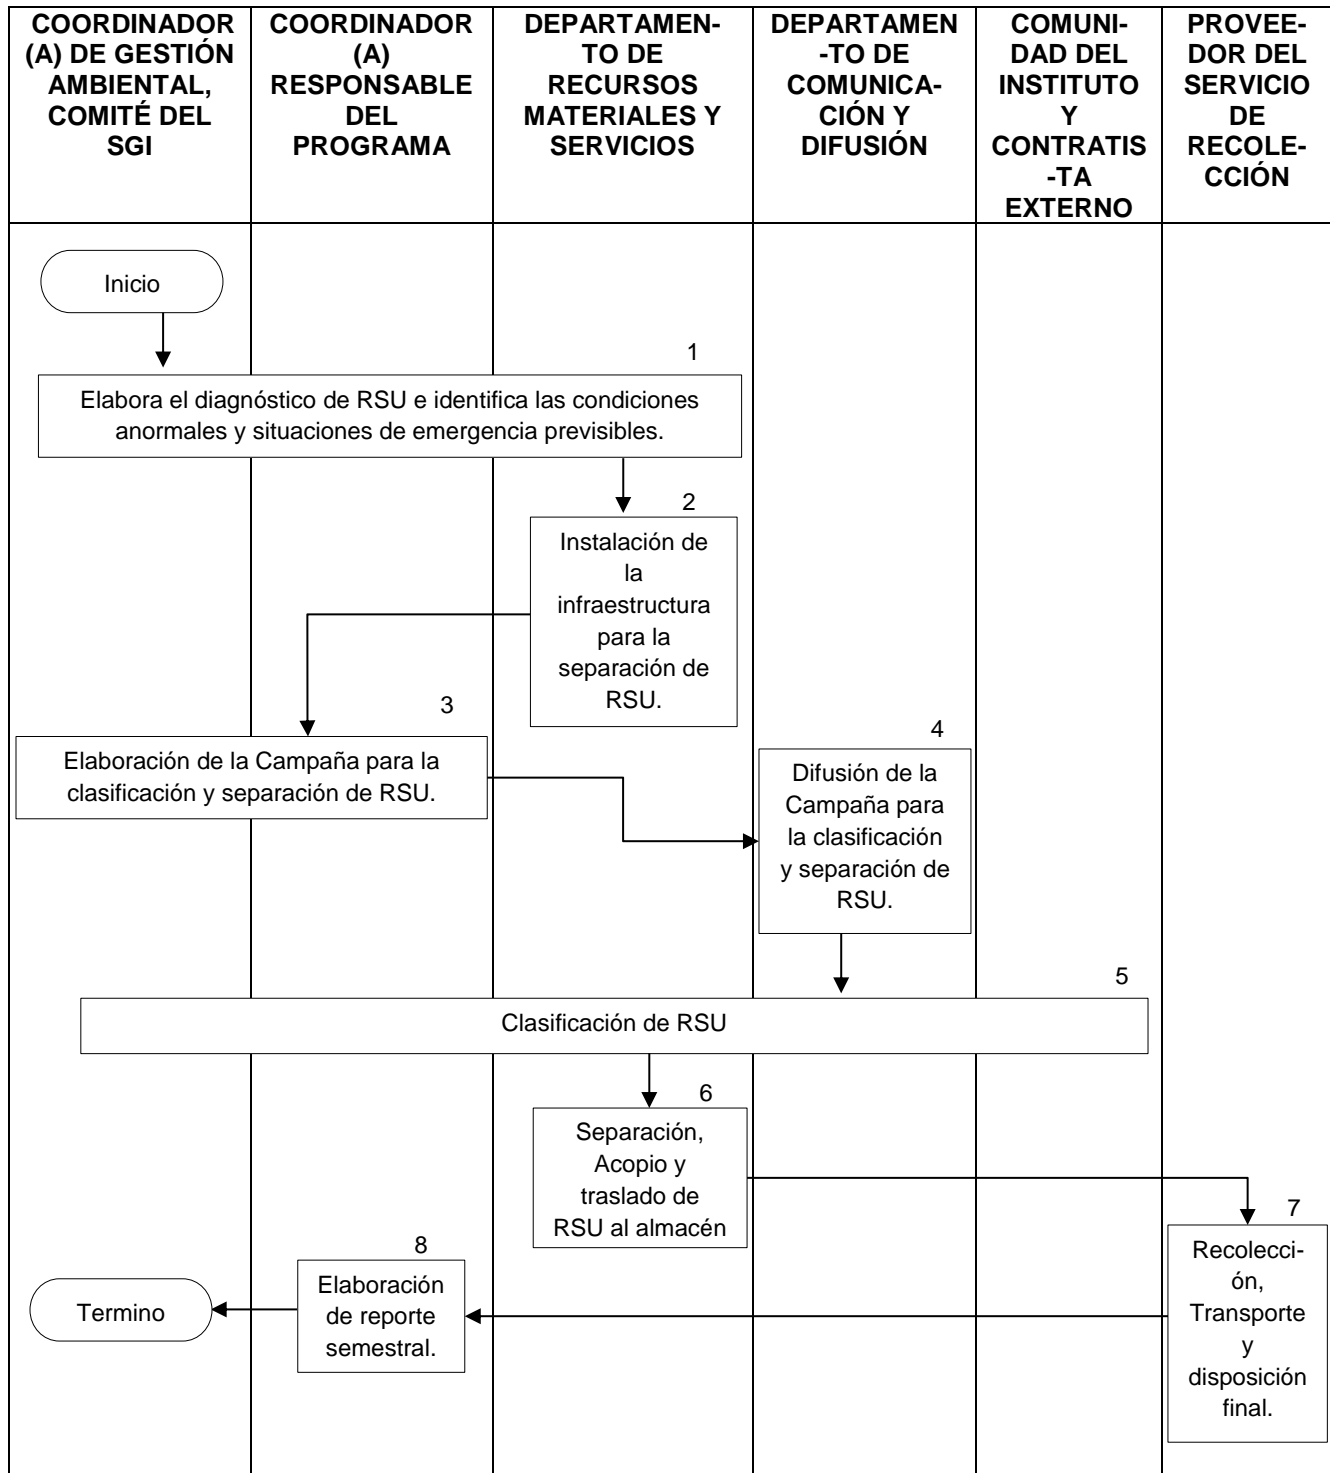 COORDINADOR
(A) DE GESTIÓN
AMBIENTAL,
COMITÉ DEL
SGI
COORDINADOR
(A)
RESPONSABLE
DEL
PROGRAMA
DEPARTAMEN-
TO DE
RECURSOS
MATERIALES Y
SERVICIOS
DEPARTAMEN
-TO DE
COMUNICA-
CIÓN Y
DIFUSIÓN
COMUNI-
DAD DEL
INSTITUTO
Y
CONTRATIS
-TA
EXTERNO
PROVEE-
DOR DEL
SERVICIO
DE
RECOLE-
CCIÓN
Inicio
1
Elabora el diagnóstico de RSU e identifica las condiciones
anormales y situaciones de emergencia previsibles.
2
Instalación de
la
infraestructura
para la
separación de
RSU.
3
Elaboración de la Campaña para la
clasificación y separación de RSU.
4
Difusión de la
Campaña para
la clasificación
y separación de
RSU.
5
Clasificación de RSU
6
Separación,
Acopio y
traslado de
RSU al almacén
7
Recolecci-
ón,
Transporte
y
disposición
final.
8
Elaboración
de reporte
semestral.
Termino